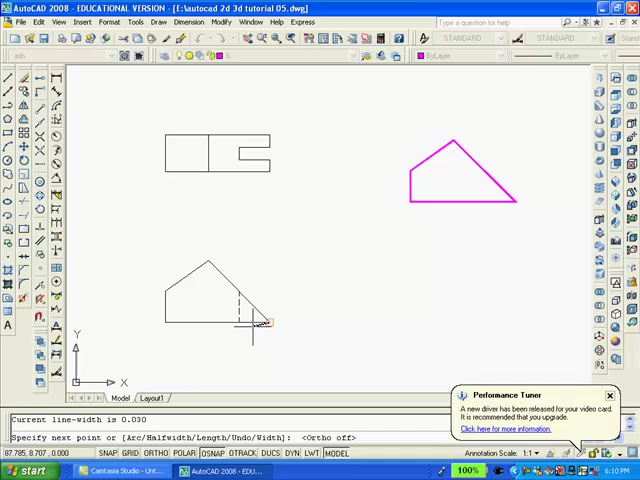 AutoCAD 2008 - EDUCATIONAL VERSION - [E:\autocad 2d 3d tutorial 05.dwg]
File Edit View Insert Format Tools Draw Dimension Modify Window Help Express
Type a question for help
STANDARD STANDARD
ash 6 ByLayer ByLayer
Y
X
Model Layout1
Performance Tuner
A new driver has been released for your video card.
It is recommended that you upgrade.
Click here for more information.
Current line-width is 0.030
Specify next point or [Arc/Halfwidth/Length/Undo/Width]: <Ortho off>
87.785, 8.707, 0.000 SNAP GRID ORTHO POLAR OSNAP OTRACK DUCS DYN LWT MODEL Annotation Scale: 1:1
start Camtasia Studio - Unt... AutoCAD 2008 - EDU... 100% 6:10 PM